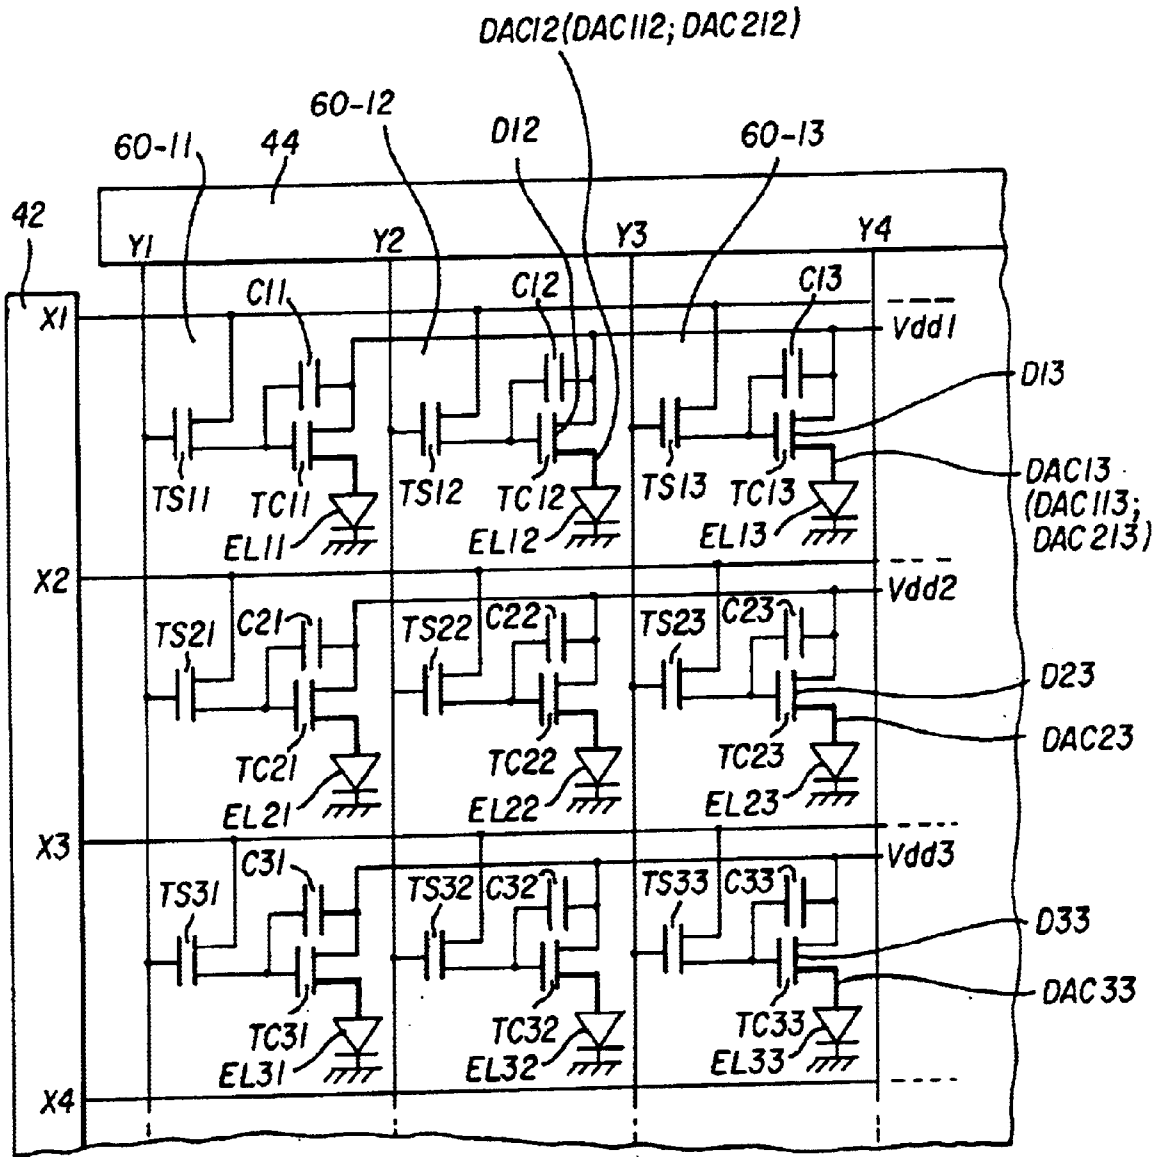 DAC12(DAC112; DAC212)
60-12
D12
60-13
60-11
44
42
Y1
Y2
Y3
Y4
X1
C11
C12
C13
Vdd1
D13
TS11
TC11
TS12
TC12
TS13
TC13
DAC13
(DAC113;
DAC213)
EL11
EL12
EL13
X2
Vdd2
TS21
C21
TS22
C22
TS23
C23
D23
TC21
TC22
TC23
DAC23
EL21
EL22
EL23
X3
Vdd3
TS31
C31
TS32
C32
TS33
C33
D33
DAC33
TC31
TC32
TC33
EL31
EL32
EL33
X4